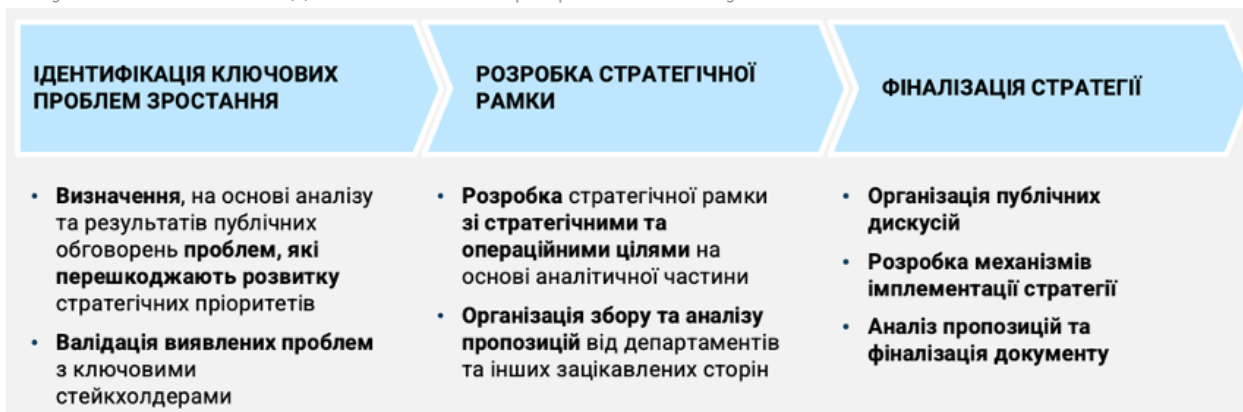 ІДЕНТИФІКАЦІЯ КЛЮЧОВИХ
ПРОБЛЕМ ЗРОСТАННЯ
РОЗРОБКА СТРАТЕГІЧНОЇ
РАМКИ
ФІНАЛІЗАЦІЯ СТРАТЕГІЇ
• Визначення, на основі аналізу
та результатів публічних
обговорень проблем, які
перешкоджають розвитку
стратегічних пріоритетів
• Валідація виявлених проблем
з ключовими
стейкхолдерами
• Розробка стратегічної рамки
зі стратегічними та
операційними цілями на
основі аналітичної частини
• Організація збору та аналізу
пропозицій від департаментів
та інших зацікавлених сторін
• Організація публічних
дискусій
• Розробка механізмів
імплементації стратегії
• Аналіз пропозицій та
фіналізація документу